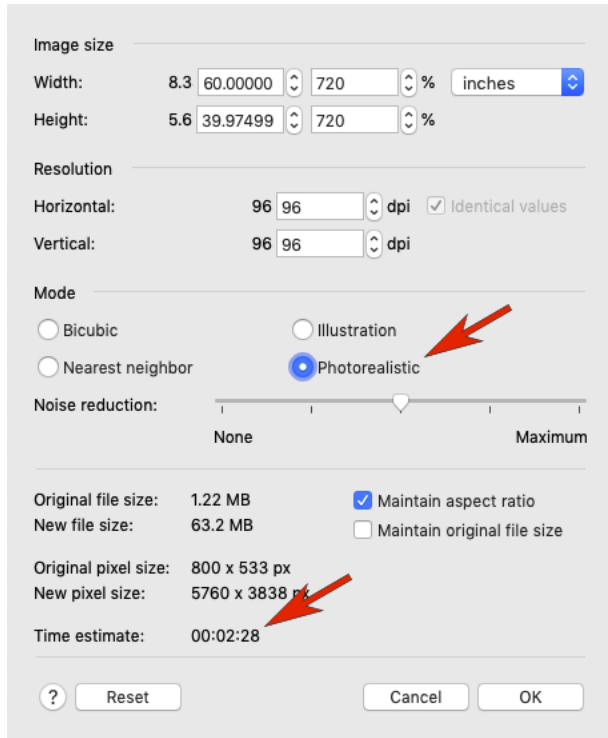 Image size
Width: 8.3 60.00000 720 % inches
Height: 5.6 39.97499 720 %
Resolution
Horizontal: 96 96 dpi Identical values
Vertical: 96 96 dpi
Mode
Bicubic Illustration
Nearest neighbor Photorealistic
Noise reduction:
None Maximum
Original file size: 1.22 MB Maintain aspect ratio
New file size: 63.2 MB Maintain original file size
Original pixel size: 800 x 533 px
New pixel size: 5760 x 3838 px
Time estimate: 00:02:28
? Reset Cancel OK